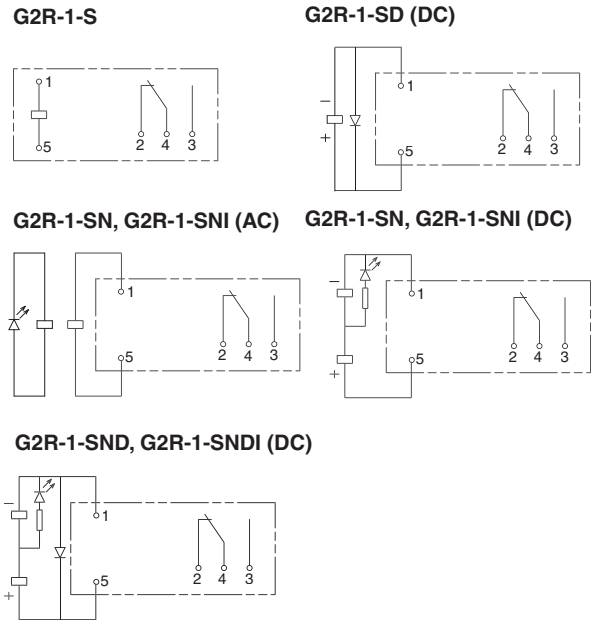 G2R-1-S
1
5
2 4 3
G2R-1-SD (DC)
−
+
1
5
2 4 3
G2R-1-SN, G2R-1-SNI (AC)
1
5
2 4 3
G2R-1-SN, G2R-1-SNI (DC)
−
+
1
5
2 4 3
G2R-1-SND, G2R-1-SNDI (DC)
−
+
1
5
2 4 3